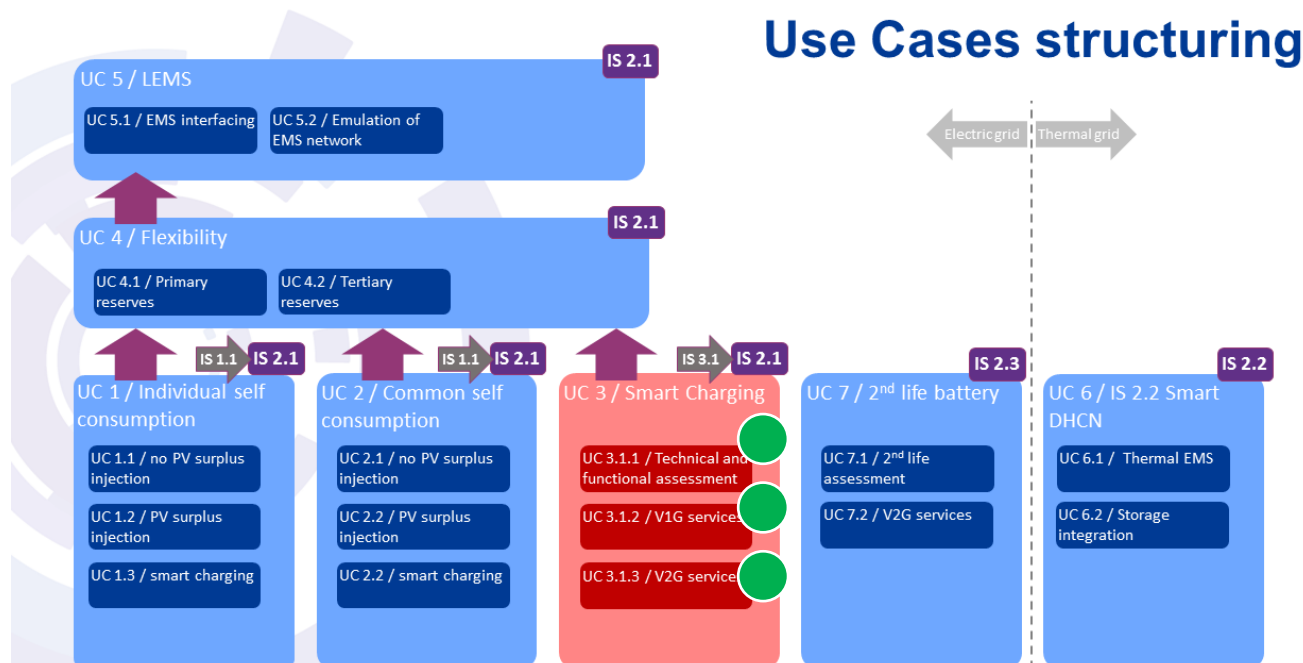 Use Cases structuring
IS 2.1
UC 5 / LEMS
UC 5.1 / EMS interfacing
UC 5.2 / Emulation of
EMS network
Electric grid
Thermal grid
IS 2.1
UC 4 / Flexibility
UC 4.1 / Primary
reserves
UC 4.2 / Tertiary
reserves
IS 1.1
IS 2.1
UC 1 / Individual self
consumption
UC 1.1 / no PV surplus
injection
UC 1.2 / PV surplus
injection
UC 1.3 / smart charging
IS 1.1
IS 2.1
UC 2 / Common self
consumption
UC 2.1 / no PV surplus
injection
UC 2.2 / PV surplus
injection
UC 2.2 / smart charging
IS 3.1
IS 2.1
UC 3 / Smart Charging
UC 3.1.1 / Technical and
functional assessment
UC 3.1.2 / V1G services
UC 3.1.3 / V2G services
IS 2.3
UC 7 / 2nd life battery
UC 7.1 / 2nd life
assessment
UC 7.2 / V2G services
IS 2.2
UC 6 / IS 2.2 Smart
DHCN
UC 6.1 / Thermal EMS
UC 6.2 / Storage
integration